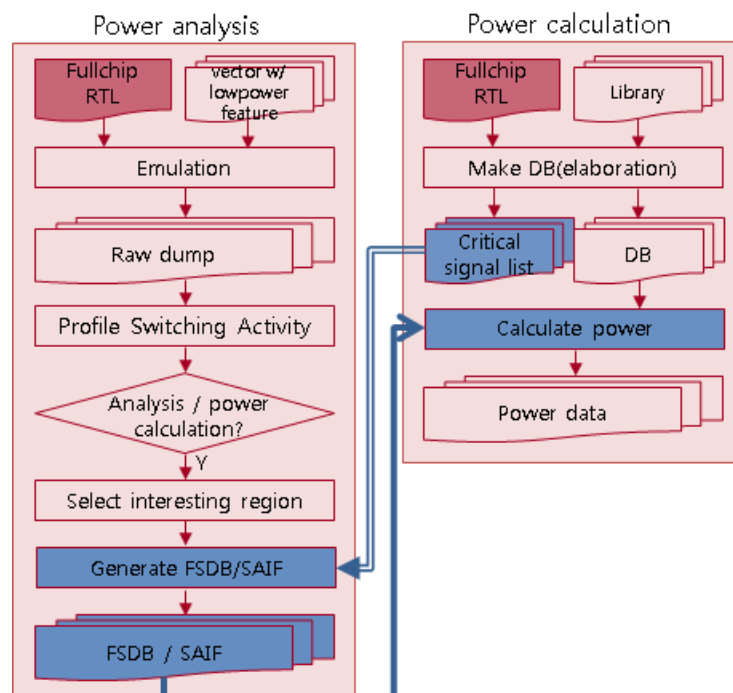 Power analysis
Fullchip
RTL
vector w/
lowpower
feature
Emulation
Raw dump
Profile Switching Activity
Analysis / power
calculation?
Y
Select interesting region
Generate FSDB/SAIF
FSDB / SAIF
Power calculation
Fullchip
RTL
Library
Make DB(elaboration)
Critical
signal list
DB
Calculate power
Power data